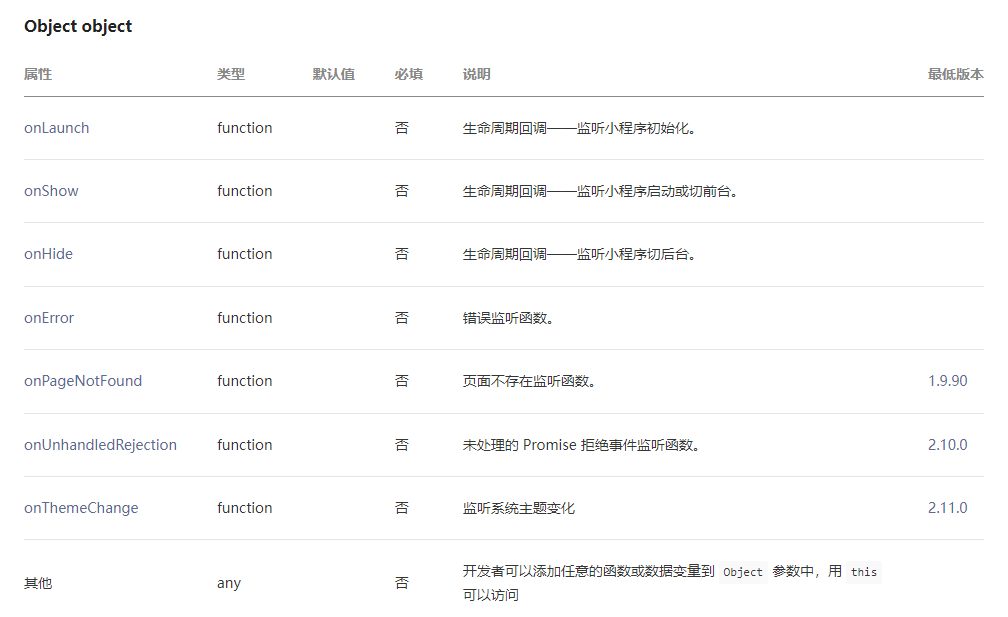 Object object
属性 类型 默认值 必填 说明 最低版本
onLaunch function 否 生命周期回调——监听小程序初始化。
onShow function 否 生命周期回调——监听小程序启动或切前台。
onHide function 否 生命周期回调——监听小程序切后台。
onError function 否 错误监听函数。
onPageNotFound function 否 页面不存在监听函数。 1.9.90
onUnhandledRejection function 否 未处理的 Promise 拒绝事件监听函数。 2.10.0
onThemeChange function 否 监听系统主题变化 2.11.0
其他 any 否 开发者可以添加任意的函数或数据变量到 Object 参数中，用 this
可以访问